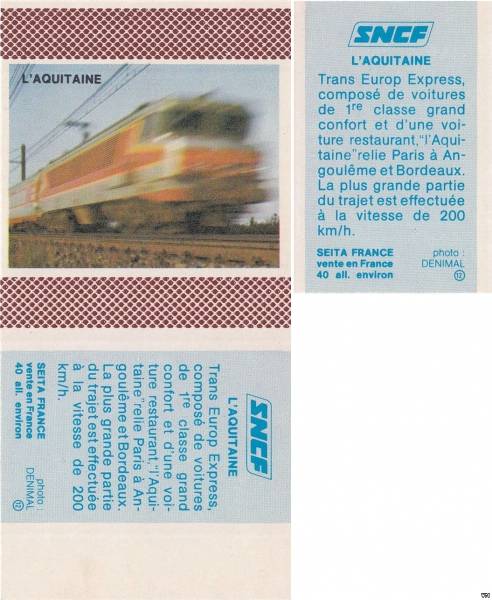 L'AQUITAINE
SNCF
L'AQUITAINE
Trans Europ Express,
composé de voitures
de 1re classe grand
confort et d'une voi-
ture restaurant,"l'Aqui-
taine"relie Paris à An-
goulême et Bordeaux.
La plus grande partie
du trajet est effectuée
à la vitesse de 200
km/h.
SEITA FRANCE
vente en France
40 all. environ
photo :
DENIMAL
12
SNCF
L'AQUITAINE
Trans Europ Express,
composé de voitures
de 1re classe grand
confort et d'une voi-
ture restaurant,"l'Aqui-
taine"relie Paris à An-
goulême et Bordeaux.
La plus grande partie
du trajet est effectuée
à la vitesse de 200
km/h.
SEITA FRANCE
vente en France
40 all. environ
photo :
DENIMAL
12